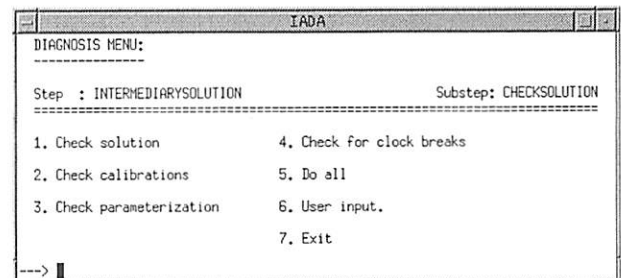 IADA
DIAGNOSIS MENU:
---------------
Step : INTERMEDIARYSOLUTION Substep: CHECKSOLUTION
================================================================================
1. Check solution 4. Check for clock breaks
2. Check calibrations 5. Do all
3. Check parameterization 6. User input.
7. Exit
--->